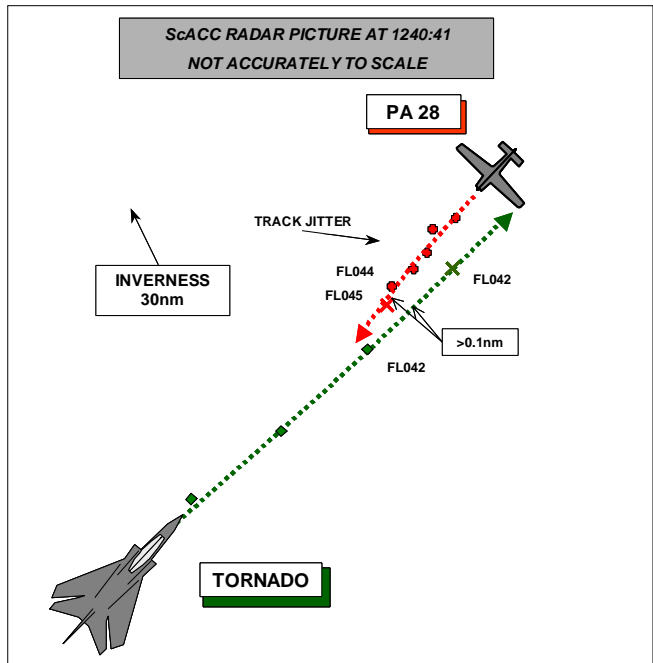 ScACC RADAR PICTURE AT 1240:41
NOT ACCURATELY TO SCALE
PA 28
TRACK JITTER
INVERNESS
30nm
FL044
FL045
FL042
>0.1nm
FL042
TORNADO